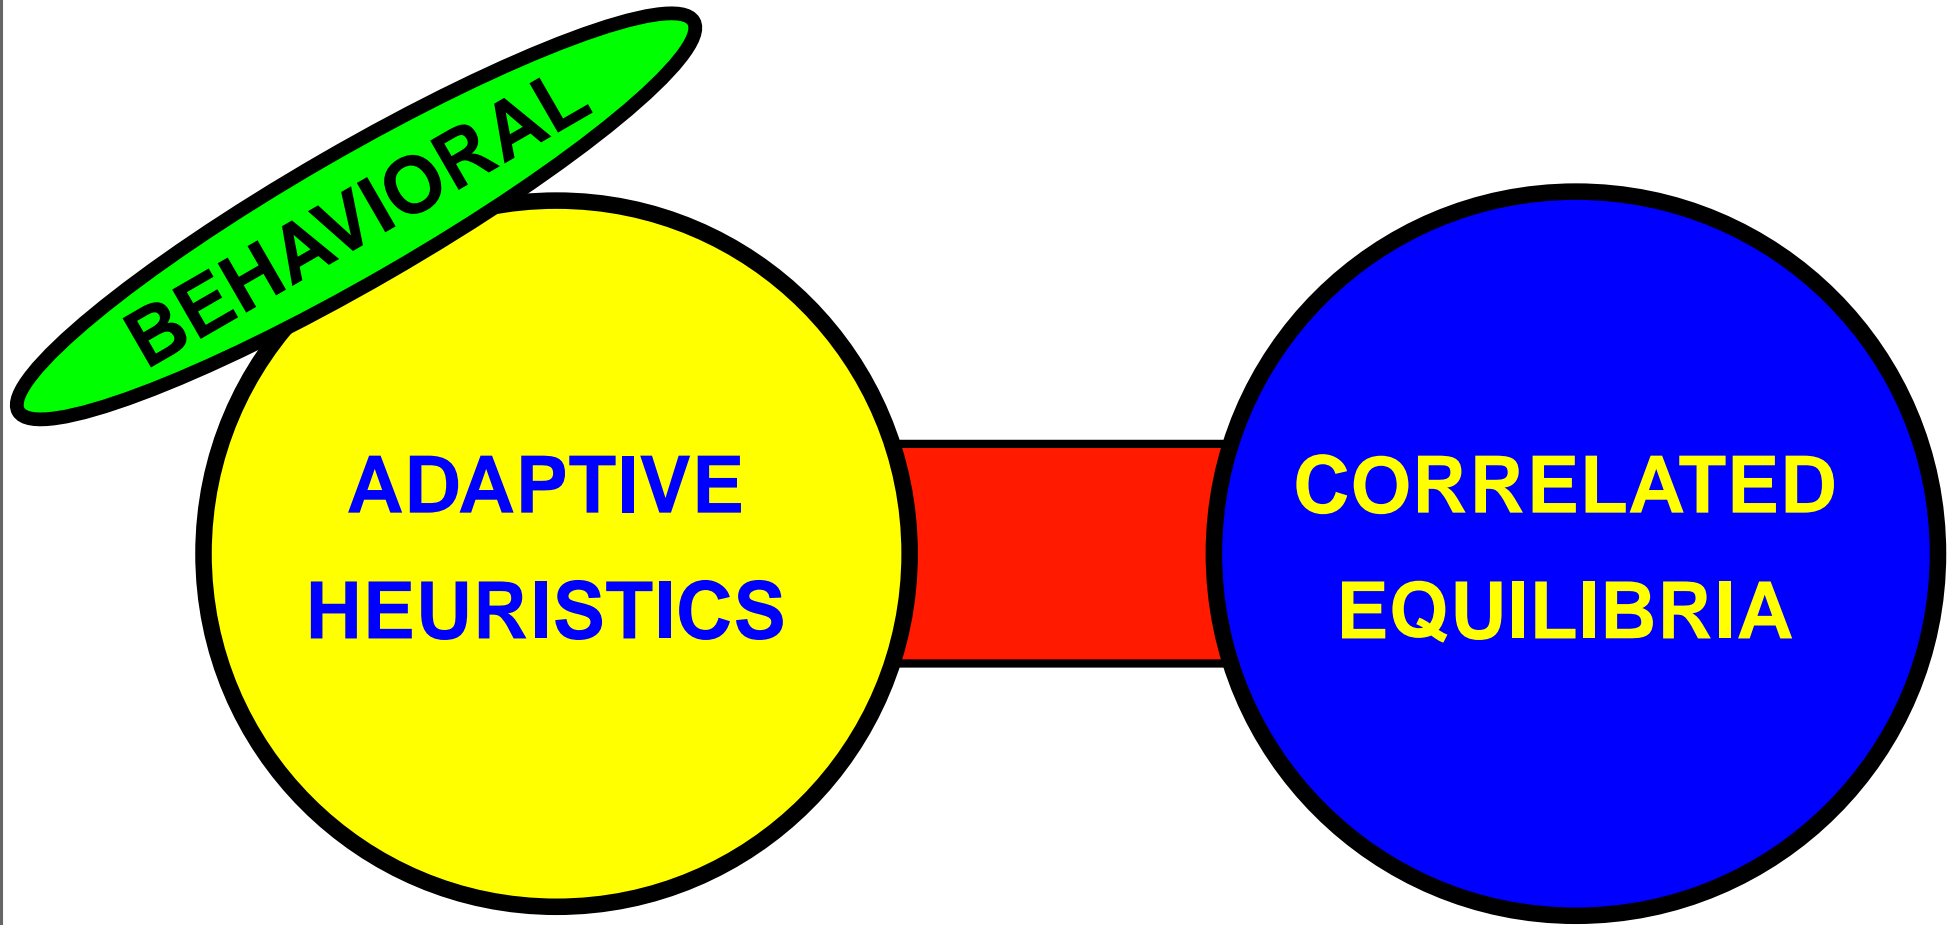 BEHAVIORAL
ADAPTIVE
HEURISTICS
CORRELATED
EQUILIBRIA